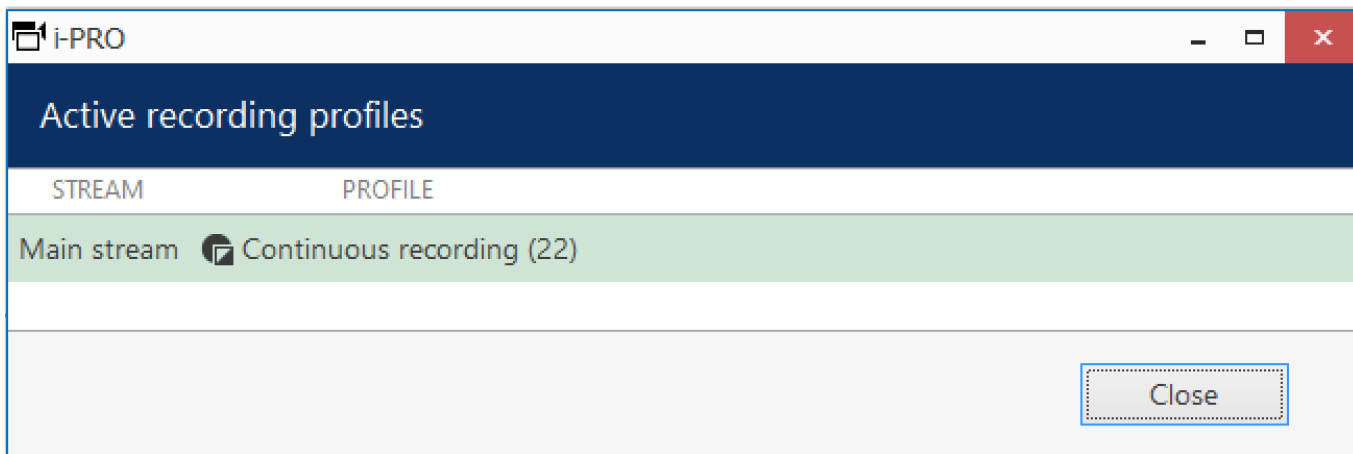 i-PRO
Active recording profiles
STREAM PROFILE
Main stream Continuous recording (22)
Close